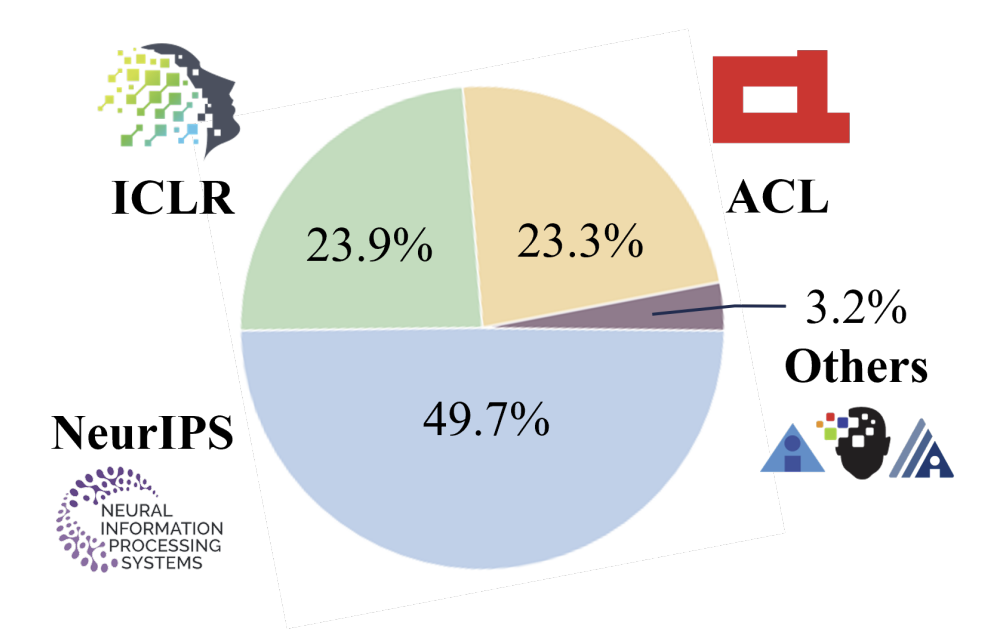 ICLR
ACL
23.9%
23.3%
3.2%
Others
49.7%
NeurIPS
NEURAL
INFORMATION
PROCESSING
SYSTEMS